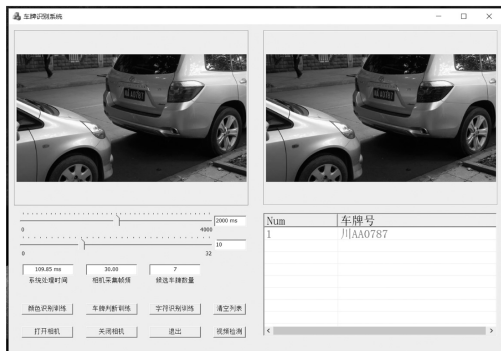 车牌识别系统
2000 ms
0 4000
10
0 32
109.85 ms 30.00 7
系统处理时间 相机采集帧频 候选车牌数量
颜色识别训练 车牌判断训练 字符识别训练 清空列表
打开相机 关闭相机 退出 视频检测
Num 车牌号
1 川AA0787